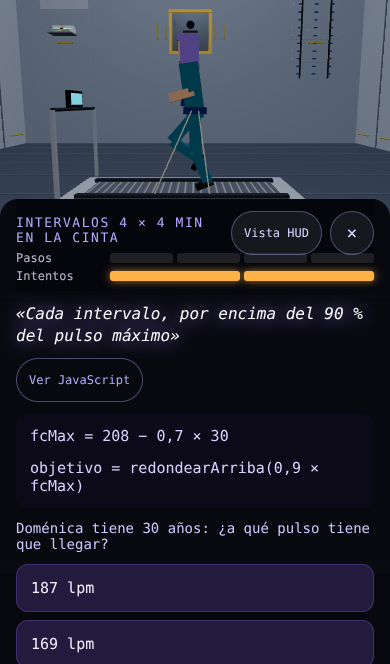 INTERVALOS 4 × 4 MIN
EN LA CINTA
Vista HUD
×
Pasos
Intentos
«Cada intervalo, por encima del 90 %
del pulso máximo»
Ver JavaScript
fcMax = 208 − 0,7 × 30
objetivo = redondearArriba(0,9 ×
fcMax)
Doménica tiene 30 años: ¿a qué pulso tiene
que llegar?
187 lpm
169 lpm